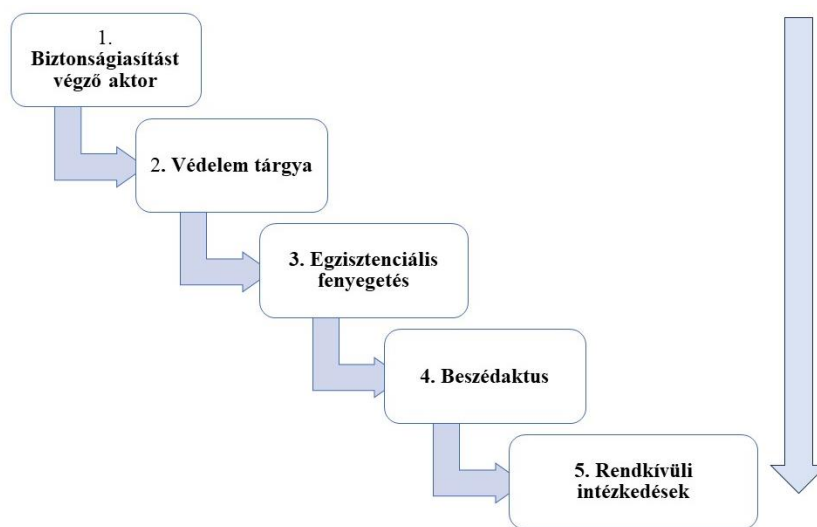 1.
Biztonságiasítást
végző aktor
2. Védelem tárgya
3. Egzisztenciális
fenyegetés
4. Beszédaktus
5. Rendkívüli
intézkedések